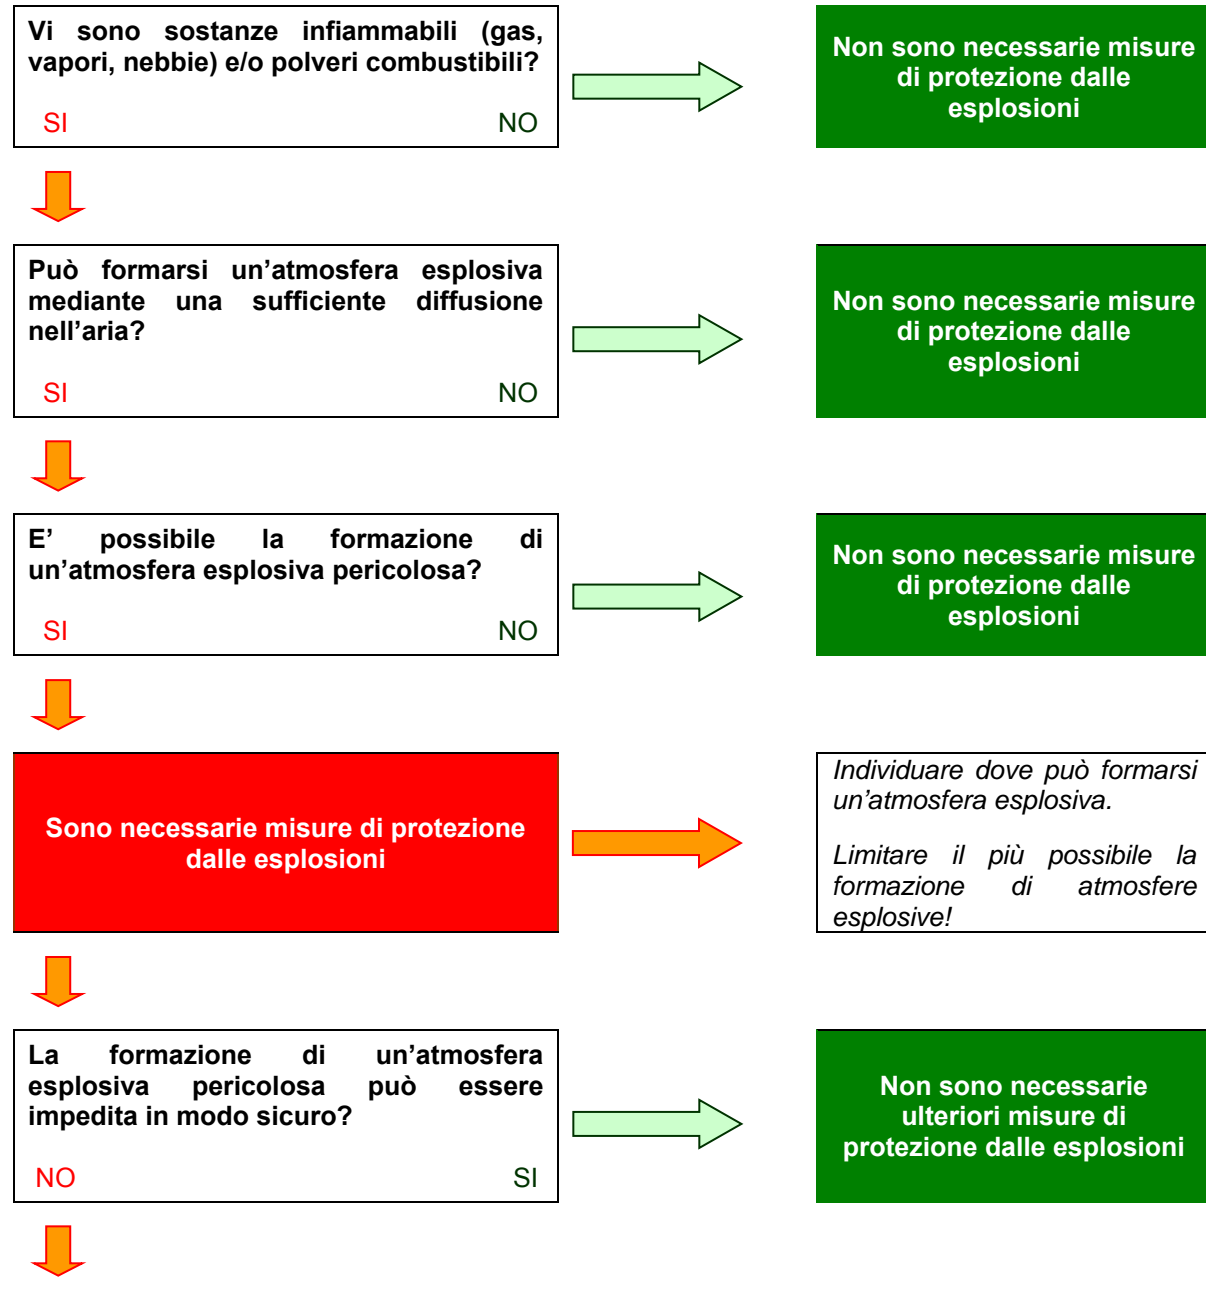 Vi sono sostanze infiammabili (gas,
vapori, nebbie) e/o polveri combustibili?
SI NO
Non sono necessarie misure
di protezione dalle
esplosioni
Può formarsi un'atmosfera esplosiva
mediante una sufficiente diffusione
nell'aria?
SI NO
Non sono necessarie misure
di protezione dalle
esplosioni
E' possibile la formazione di
un'atmosfera esplosiva pericolosa?
SI NO
Non sono necessarie misure
di protezione dalle
esplosioni
Sono necessarie misure di protezione
dalle esplosioni
Individuare dove può formarsi
un'atmosfera esplosiva.
Limitare il più possibile la
formazione di atmosfere
esplosive!
La formazione di un'atmosfera
esplosiva pericolosa può essere
impedita in modo sicuro?
NO SI
Non sono necessarie
ulteriori misure di
protezione dalle esplosioni